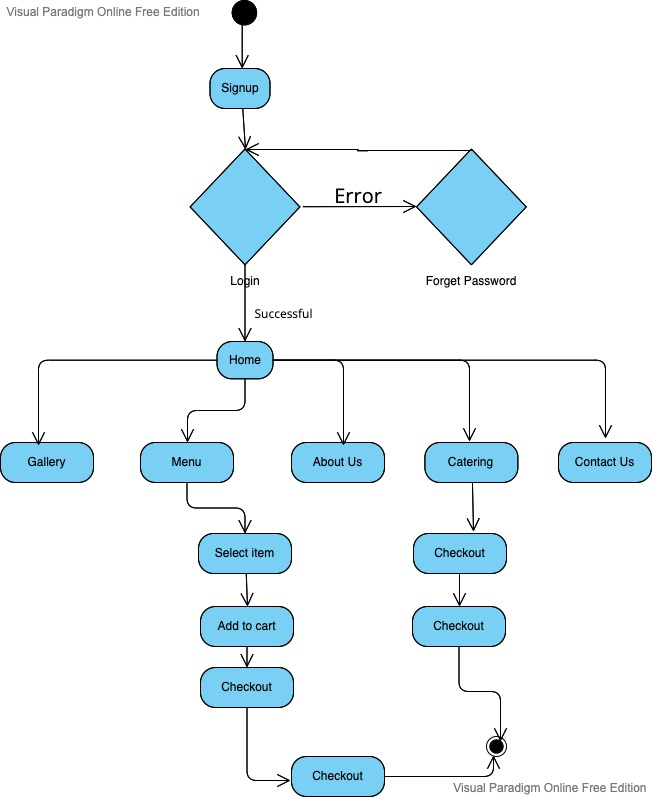 Visual Paradigm Online Free Edition
Signup
Error
Login
Forget Password
Successful
Home
Gallery
Menu
About Us
Catering
Contact Us
Select item
Checkout
Add to cart
Checkout
Checkout
Checkout
Visual Paradigm Online Free Edition